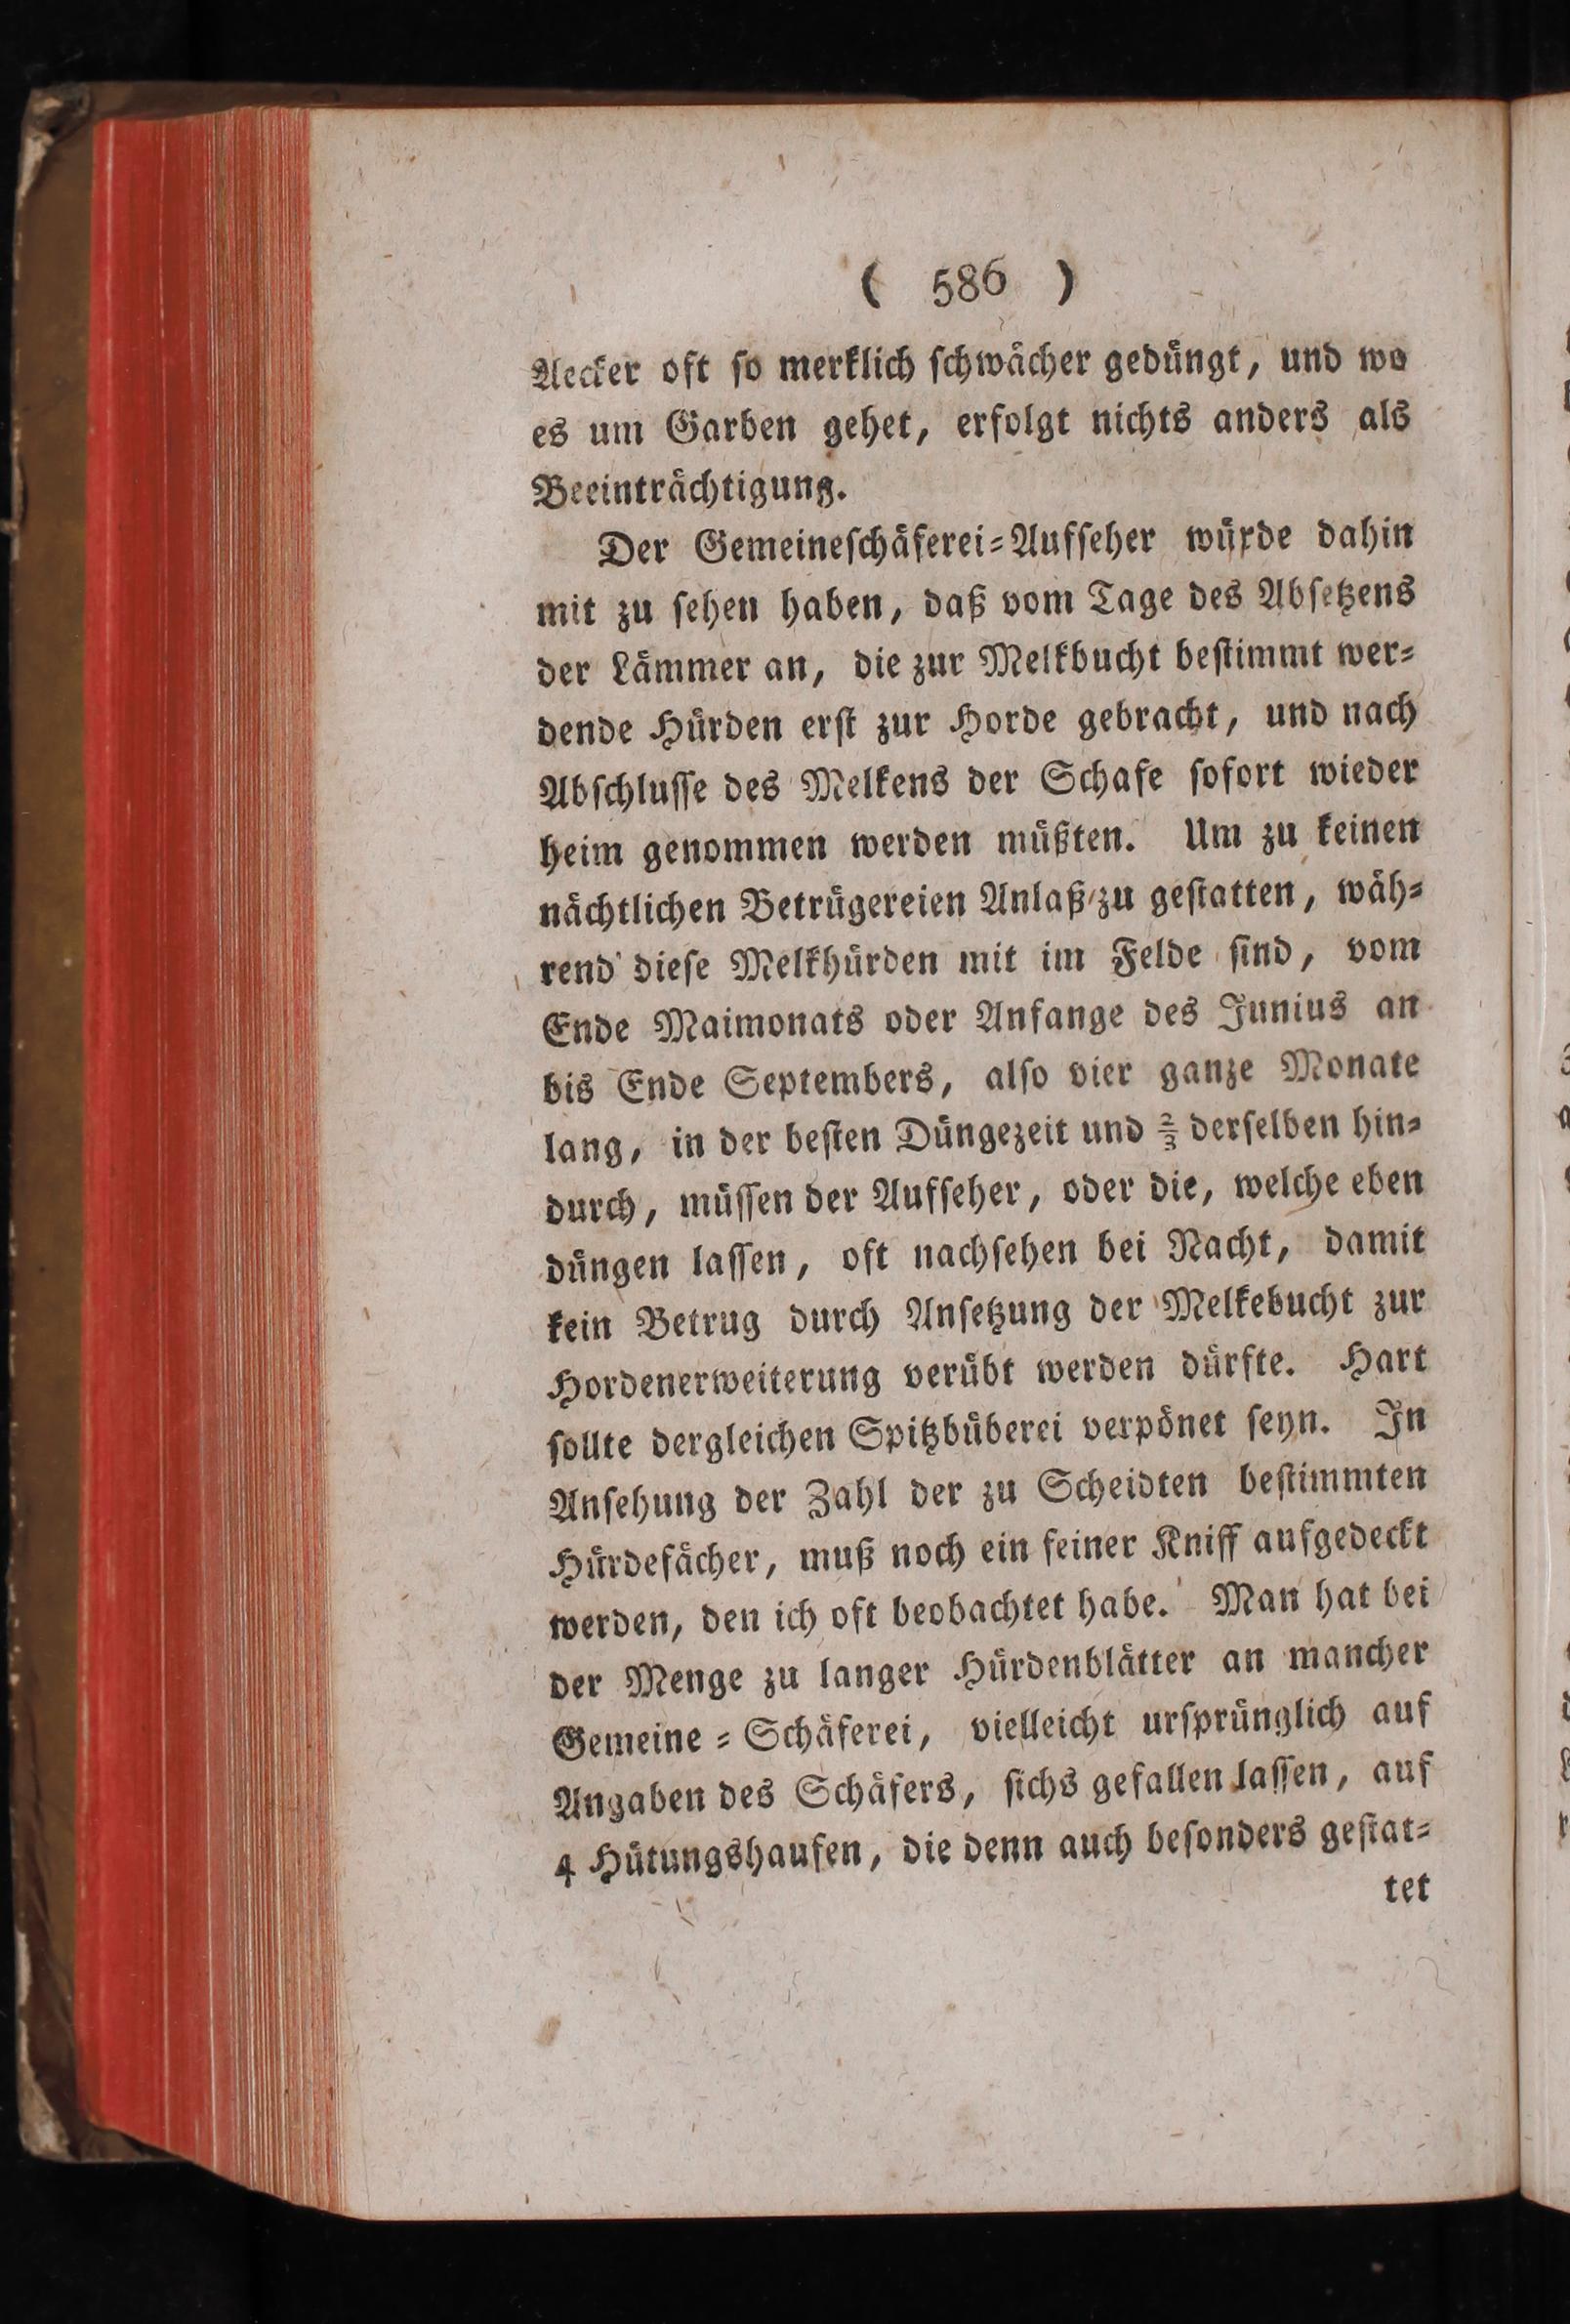 ( 586 )
Aecker oft ſo merklich ſchwächer gedüngt, und wo
es um Garben gehet, erfolgt nichts anders als
Beeinträchtigung.
Der Gemeineſchäferei=Aufſeher würde dahin
mit zu ſehen haben, daß vom Tage des Abſetzens
der Lämmer an, die zur Melkbucht beſtimmt wer=
dende Hürden erſt zur Horde gebracht, und nach
Abſchluſſe des Melkens der Schafe ſofort wieder
heim genommen werden müßten. Um zu keinen
nächtlichen Betrügereien Anlaß zu geſtatten, wäh=
rend dieſe Melkhürden mit im Felde ſind, vom
Ende Maimonats oder Anfange des Junius an
bis Ende Septembers, alſo vier ganze Monate
lang, in der beſten Düngezeit und ⅔ derſelben hin=
durch, müſſen der Aufſeher, oder die, welche eben
düngen laſſen, oft nachſehen bei Nacht, damit
kein Betrug durch Anſetzung der Melkebucht zur
Hordenerweiterung verübt werden dürfte. Hart
ſollte dergleichen Spitzbüberei verpönet ſeyn. In
Anſehung der Zahl der zu Scheidten beſtimmten
Hürdefächer, muß noch ein feiner Kniff aufgedeckt
werden, den ich oft beobachtet habe. Man hat bei
der Menge zu langer Hürdenblätter an mancher
Gemeine = Schäferei, vielleicht urſprünglich auf
Angaben des Schäfers, ſichs gefallen laſſen, auf
4 Hütungshaufen, die denn auch beſonders geſtat=
tet